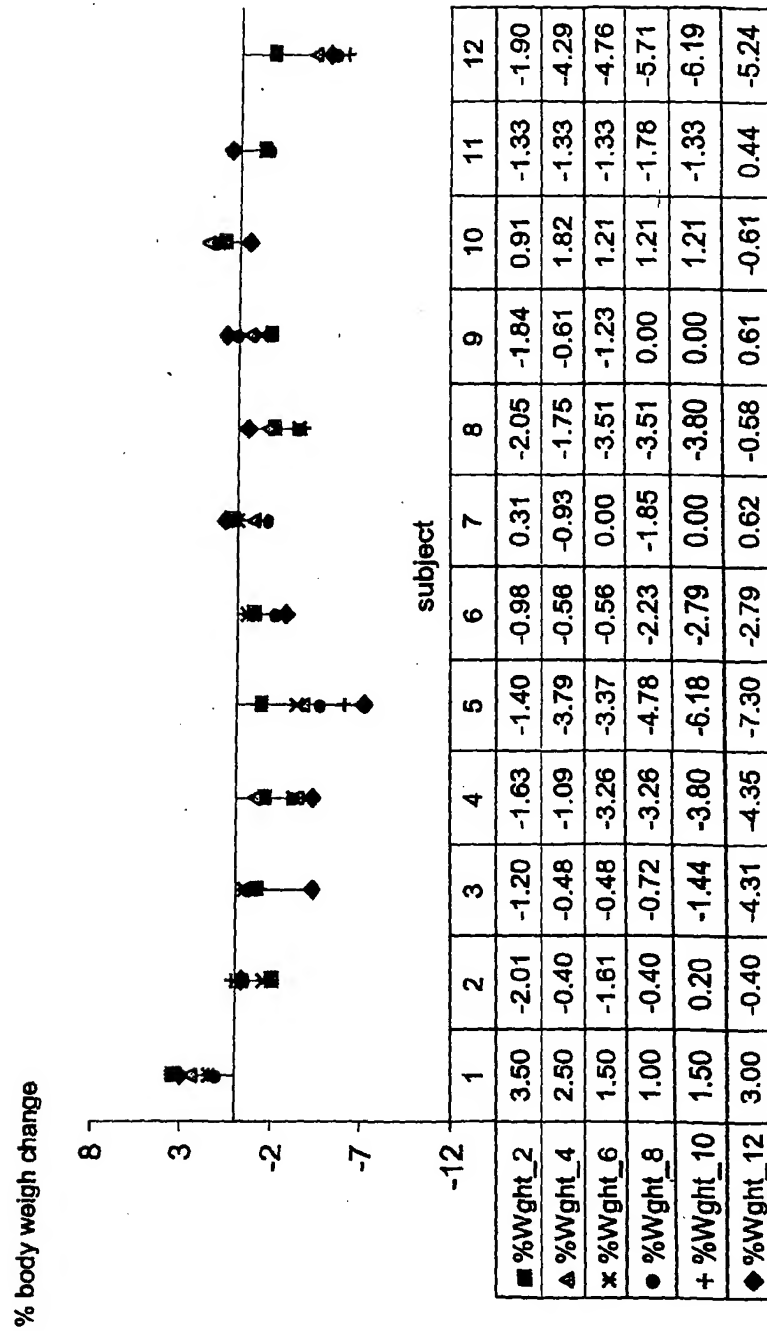 % body weigh change
8
3
-2
-7
-12
subject
1 2 3 4 5 6 7 8 9 10 11 12
■ %Wght_2 3.50 -2.01 -1.20 -1.63 -1.40 -0.98 0.31 -2.05 -1.84 0.91 -1.33 -1.90
▲ %Wght_4 2.50 -0.40 -0.48 -1.09 -3.79 -0.56 -0.93 -1.75 -0.61 1.82 -1.33 -4.29
× %Wght_6 1.50 -1.61 -0.48 -3.26 -3.37 -0.56 0.00 -3.51 -1.23 1.21 -1.33 -4.76
● %Wght_8 1.00 -0.40 -0.72 -3.26 -4.78 -2.23 -1.85 -3.51 0.00 1.21 -1.78 -5.71
+ %Wght_10 1.50 0.20 -1.44 -3.80 -6.18 -2.79 0.00 -3.80 0.00 1.21 -1.33 -6.19
◆ %Wght_12 3.00 -0.40 -4.31 -4.35 -7.30 -2.79 0.62 -0.58 0.61 -0.61 0.44 -5.24